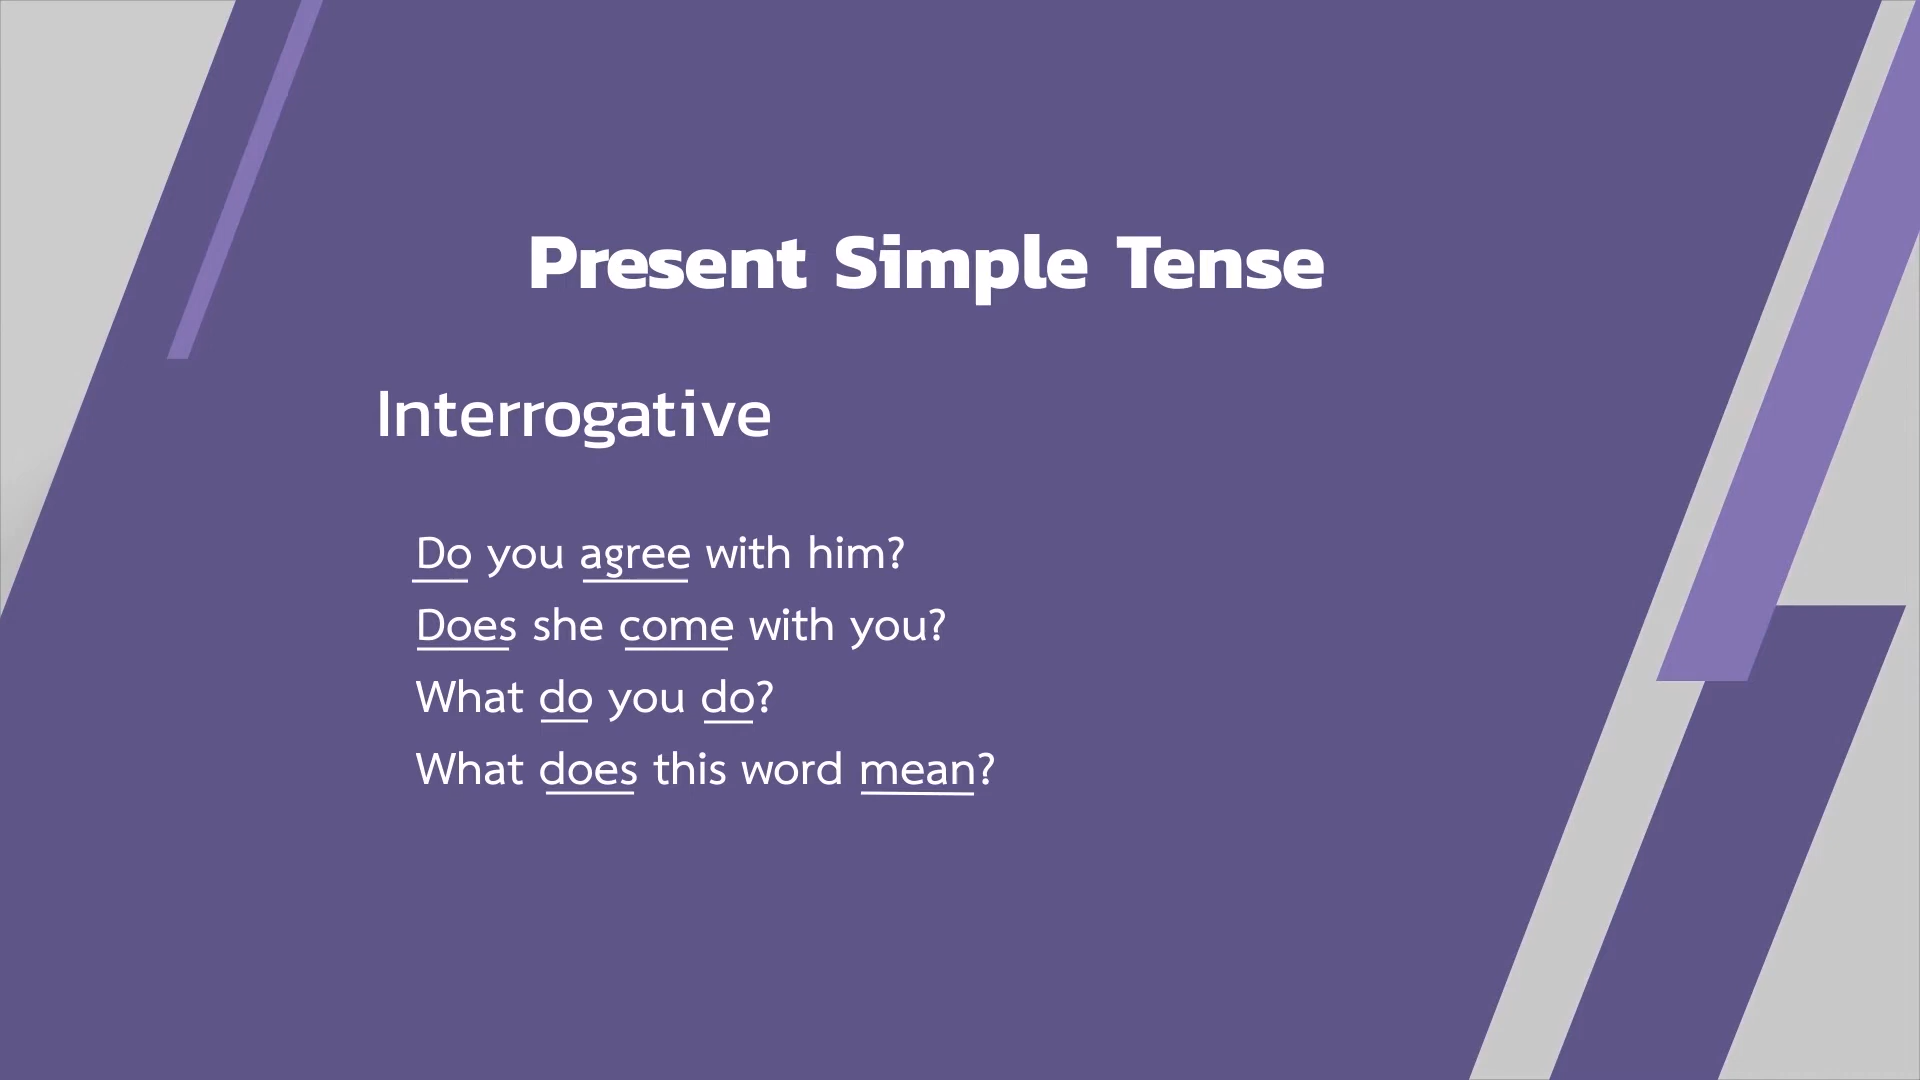 Present Simple Tense
Interrogative
Do you agree with him?
Does she come with you?
What do you do?
What does this word mean?